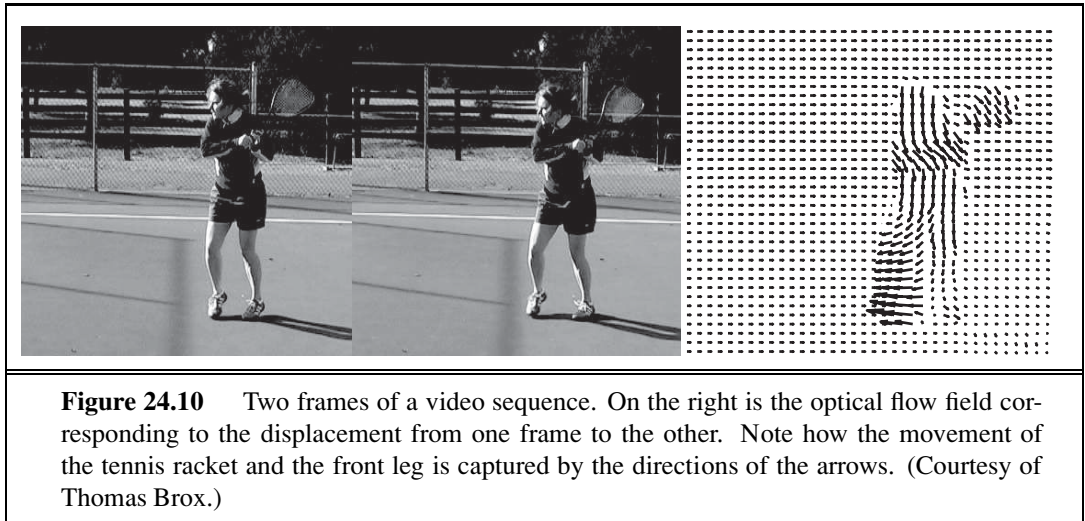 Figure 24.10 Two frames of a video sequence. On the right is the optical flow field cor-
responding to the displacement from one frame to the other. Note how the movement of
the tennis racket and the front leg is captured by the directions of the arrows. (Courtesy of
Thomas Brox.)